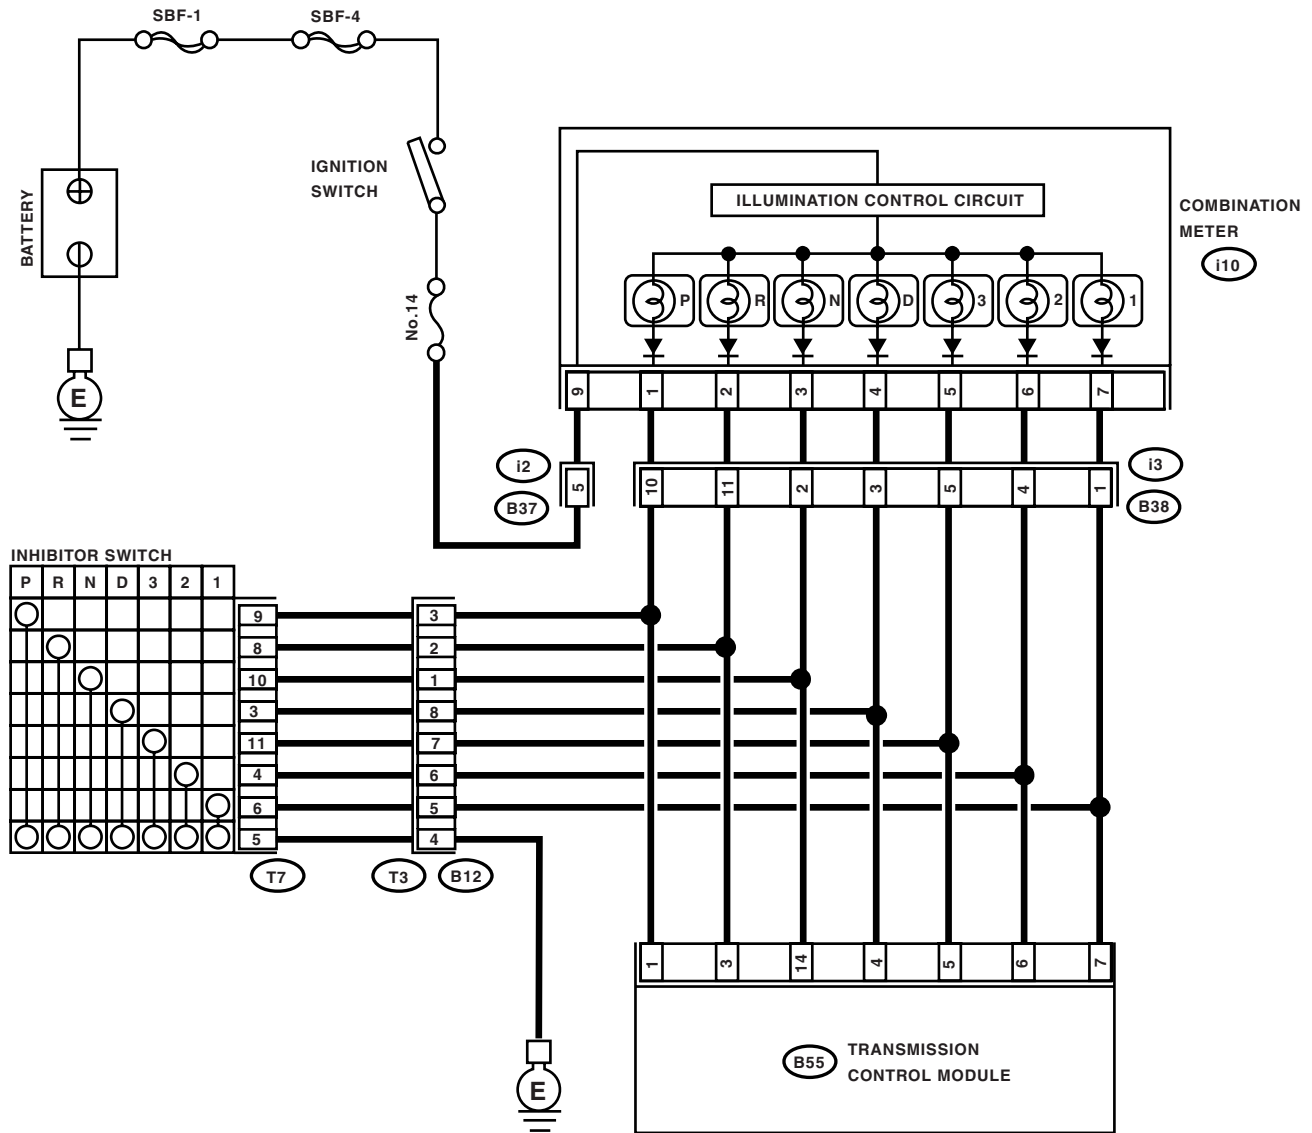 SBF-1
SBF-4
IGNITION
SWITCH
BATTERY
E
No.14
ILLUMINATION CONTROL CIRCUIT
COMBINATION
METER
i10
P R N D 3 2 1
9 1 2 3 4 5 6 7
i2
B37
5
10 11 2 3 5 4 1
i3
B38
INHIBITOR SWITCH
P R N D 3 2 1
9 3
8 2
10 1
3 8
11 7
4 6
6 5
5 4
T7
T3
B12
E
1 3 14 4 5 6 7
B55
TRANSMISSION
CONTROL MODULE